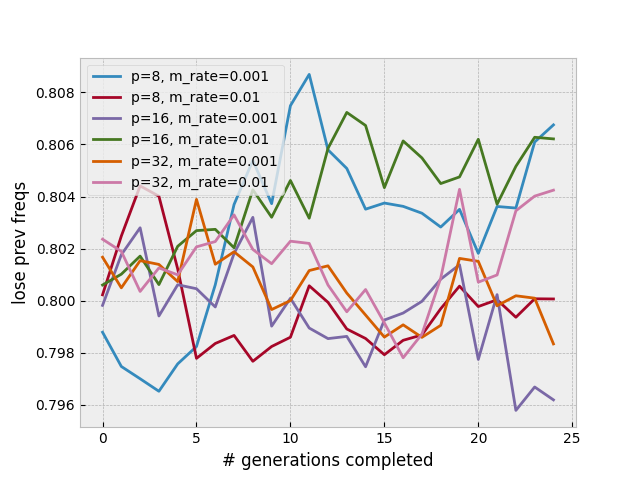 p=8, m_rate=0.001
p=8, m_rate=0.01
p=16, m_rate=0.001
p=16, m_rate=0.01
p=32, m_rate=0.001
p=32, m_rate=0.01
0.808
0.806
0.804
0.802
0.800
0.798
0.796
lose prev freqs
0 5 10 15 20 25
# generations completed